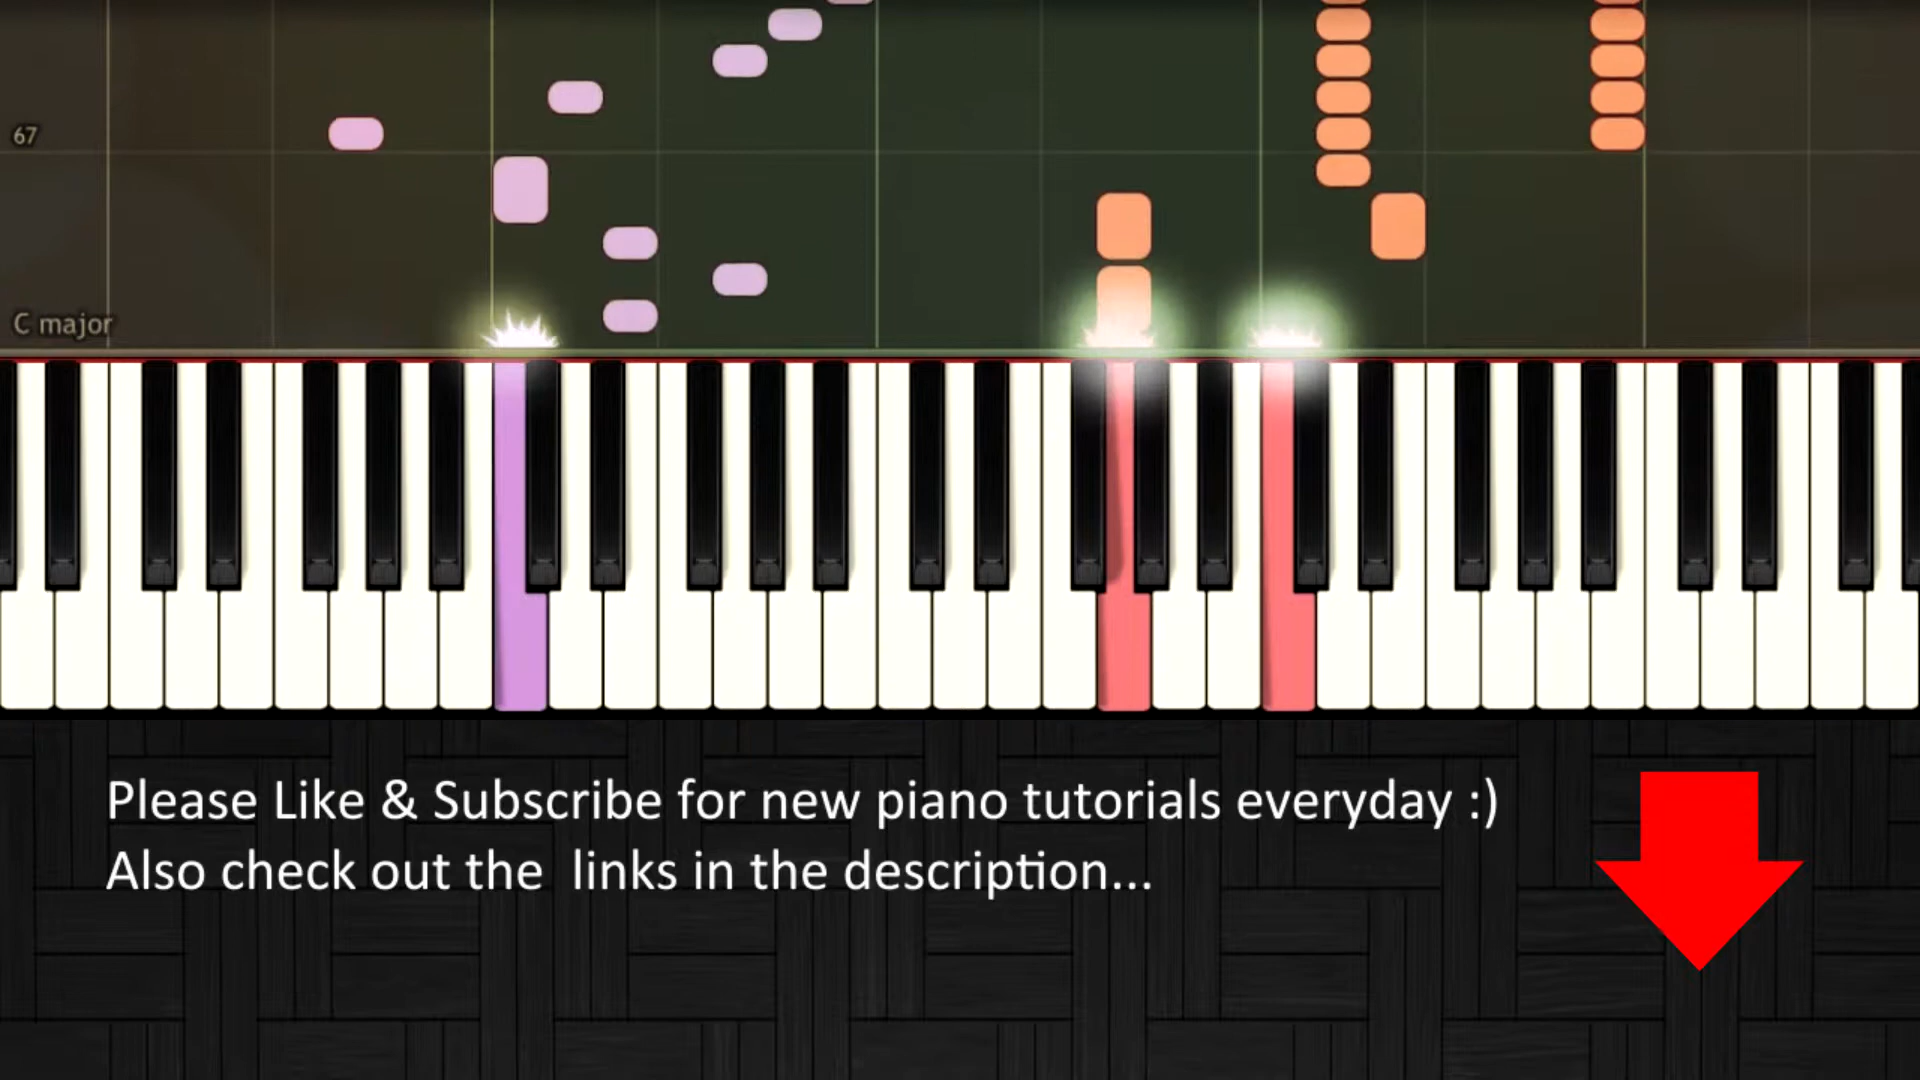 67
C major
Please Like & Subscribe for new piano tutorials everyday :)
Also check out the  links in the description...